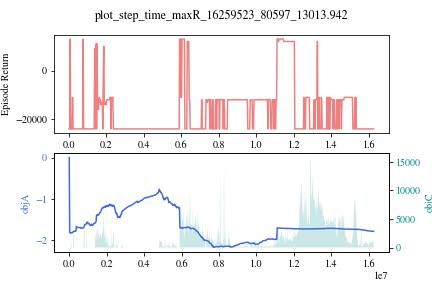 plot_step_time_maxR_16259523_80597_13013.942
Episode Return
0
−20000
0.0 0.2 0.4 0.6 0.8 1.0 1.2 1.4 1.6
objA
0
−1
−2
15000
10000
5000
0
objC
0.0 0.2 0.4 0.6 0.8 1.0 1.2 1.4 1.6
1e7